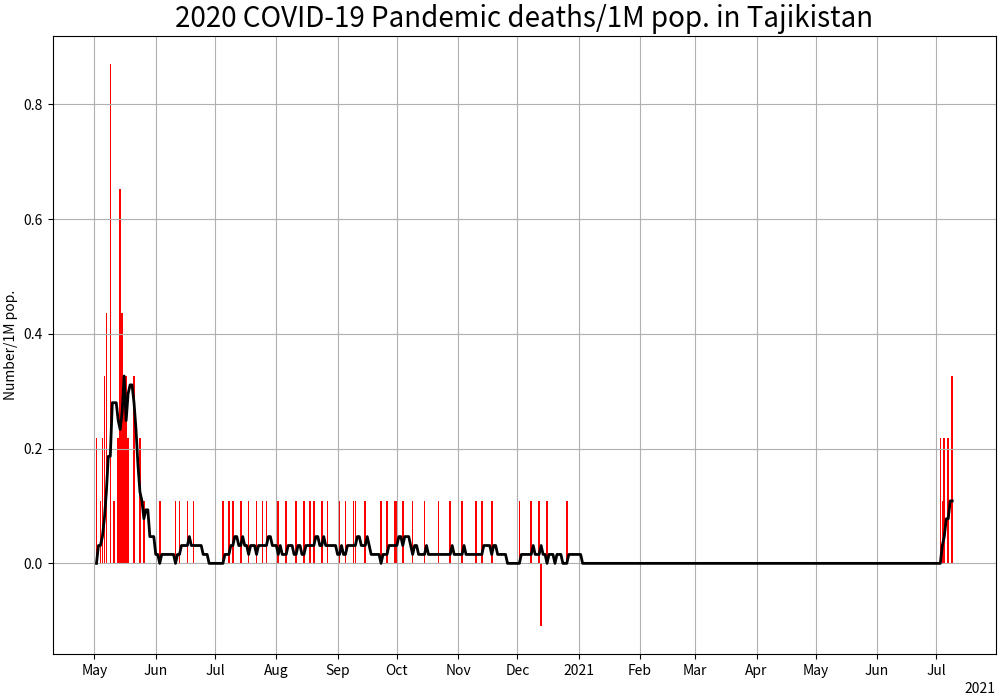 2020 COVID-19 Pandemic deaths/1M pop. in Tajikistan
Number/1M pop.
0.8
0.6
0.4
0.2
0.0
May Jun Jul Aug Sep Oct Nov Dec 2021 Feb Mar Apr May Jun Jul
2021